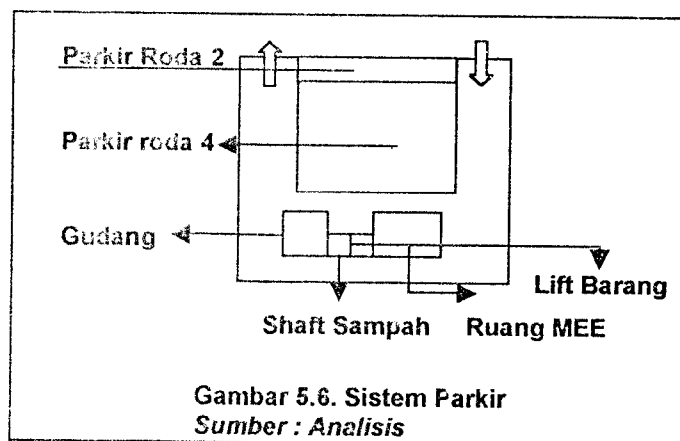 Parkir Roda 2
Parkir roda 4
Gudang
Lift Barang
Shaft Sampah
Ruang MEE
Gambar 5.6. Sistem Parkir
Sumber : Analisis